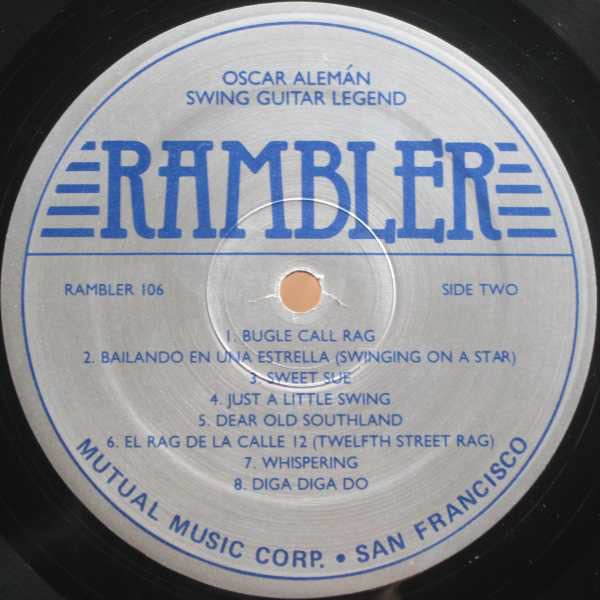 OSCAR ALEMÁN
SWING GUITAR LEGEND
RAMBLER
RAMBLER 106
SIDE TWO
1. BUGLE CALL RAG
2. BAILANDO EN UNA ESTRELLA (SWINGING ON A STAR)
3. SWEET SUE
4. JUST A LITTLE SWING
5. DEAR OLD SOUTHLAND
6. EL RAG DE LA CALLE 12 (TWELFTH STREET RAG)
7. WHISPERING
8. DIGA DIGA DO
MUTUAL MUSIC CORP. • SAN FRANCISCO